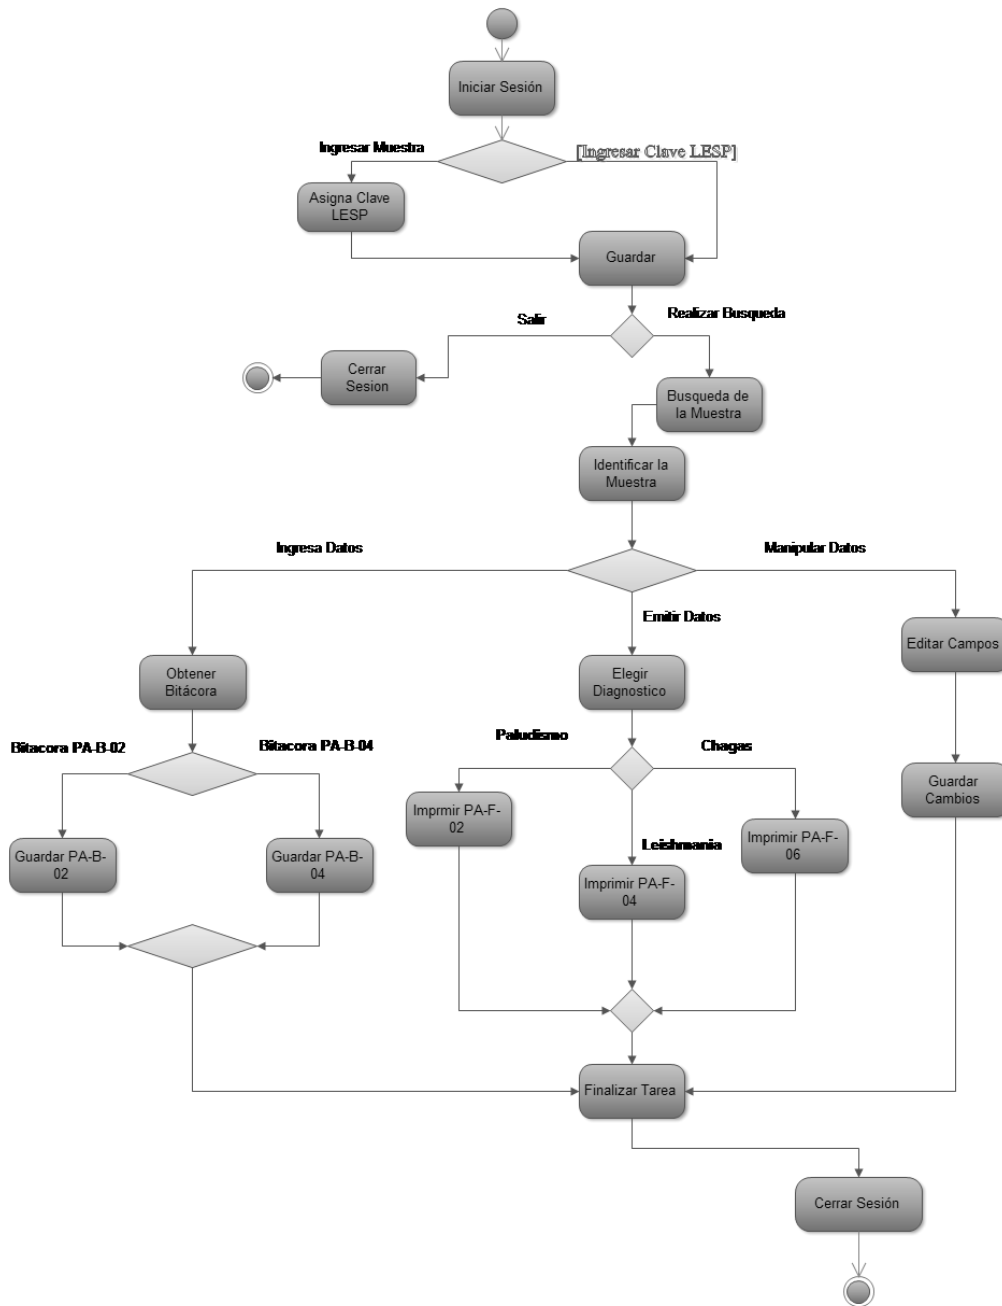 Iniciar Sesión
Ingresar Muestra
[Ingresar Clave LESP]
Asigna Clave
LESP
Guardar
Salir
Realizar Busqueda
Cerrar
Sesion
Busqueda de
la Muestra
Identificar la
Muestra
Ingresa Datos
Manipular Datos
Emitir Datos
Editar Campos
Obtener
Bitácora
Elegir
Diagnostico
Bitacora PA-B-02
Bitacora PA-B-04
Paludismo
Chagas
Guardar
Cambios
Imprmir PA-F-
02
Leishmania
Imprimir PA-F-
06
Guardar PA-B-
02
Guardar PA-B-
04
Imprimir PA-F-
04
Finalizar Tarea
Cerrar Sesión